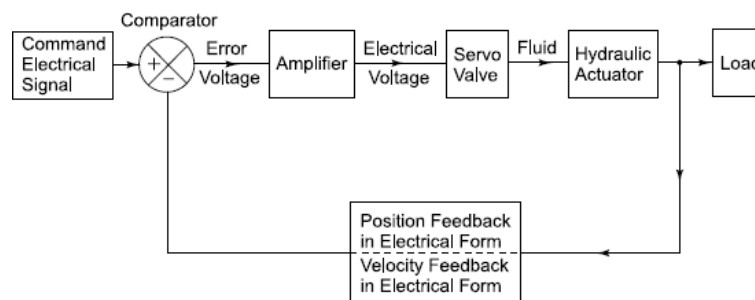 Comparator
Command
Electrical
Signal
+
−
Error
Voltage
Amplifier
Electrical
Voltage
Servo
Valve
Fluid
Hydraulic
Actuator
Load
Position Feedback
in Electrical Form
Velocity Feedback
in Electrical Form